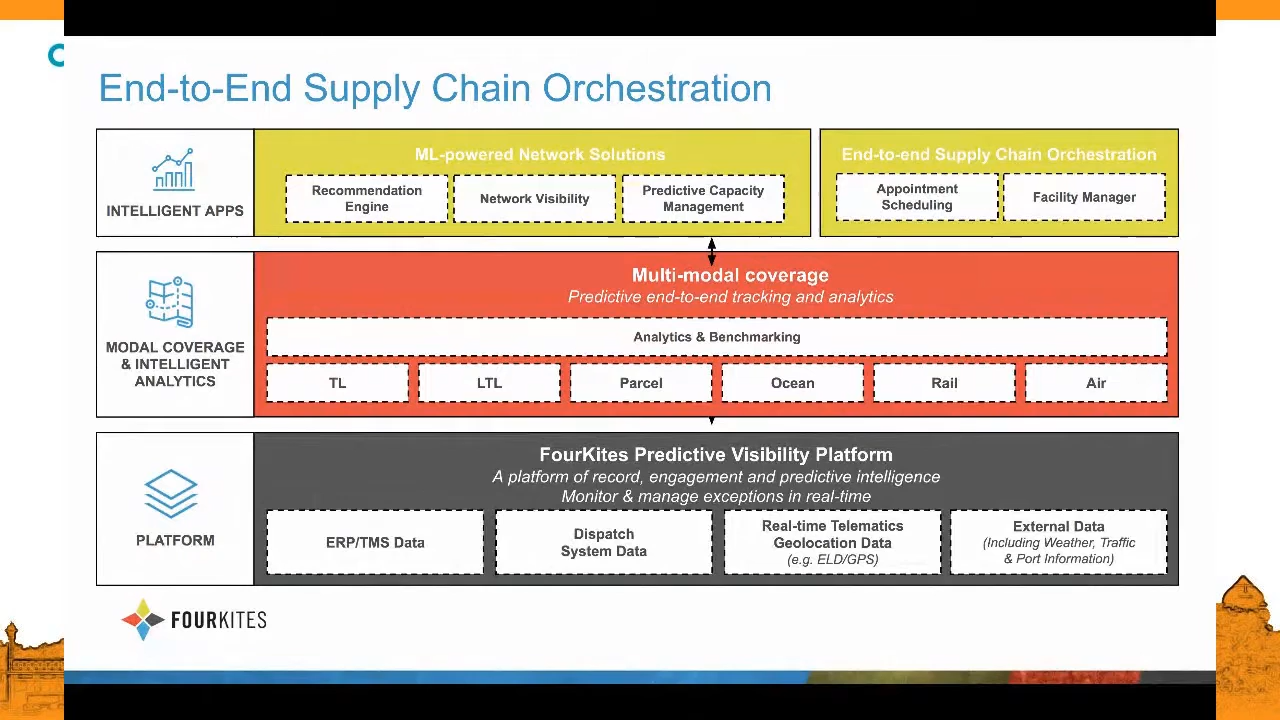 End-to-End Supply Chain Orchestration
INTELLIGENT APPS
ML-powered Network Solutions
Recommendation
Engine
Network Visibility
Predictive Capacity
Management
End-to-end Supply Chain Orchestration
Appointment
Scheduling
Facility Manager
MODAL COVERAGE
& INTELLIGENT
ANALYTICS
Multi-modal coverage
Predictive end-to-end tracking and analytics
Analytics & Benchmarking
TL
LTL
Parcel
Ocean
Rail
Air
PLATFORM
FourKites Predictive Visibility Platform
A platform of record, engagement and predictive intelligence
Monitor & manage exceptions in real-time
ERP/TMS Data
Dispatch
System Data
Real-time Telematics
Geolocation Data
(e.g. ELD/GPS)
External Data
(Including Weather, Traffic
& Port Information)
FOURKITES